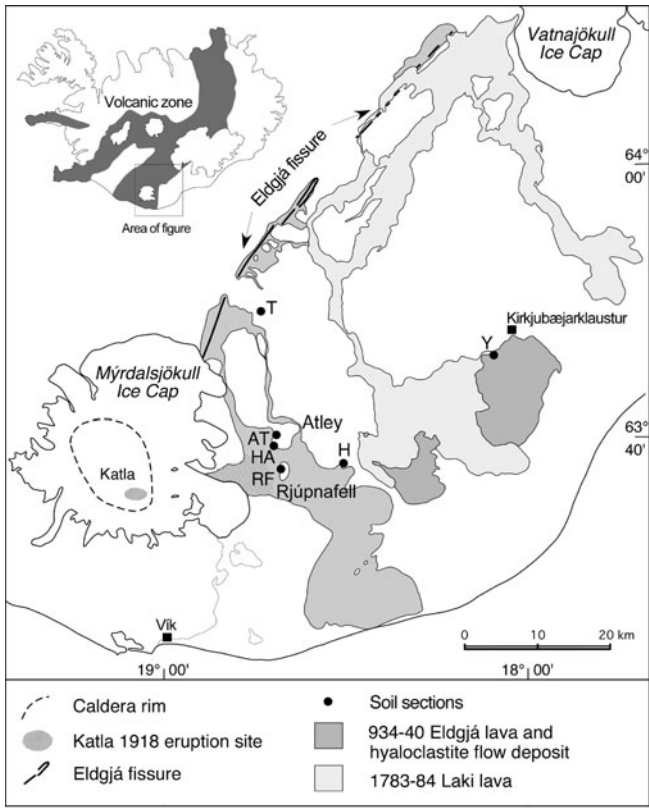 Vatnajökull
Ice Cap
Volcanic zone
Eldgjá fissure
64°
00'
Area of figure
T
Kirkjubæjarklaustur
Y
Mýrdalsjökull
Ice Cap
Atley
AT
HA
H
63°
40'
Katla
RF
Rjúpnafell
Vík
0 10 20 km
19° 00'
18° 00'
Caldera rim
Soil sections
Katla 1918 eruption site
934-40 Eldgjá lava and
hyaloclastite flow deposit
Eldgjá fissure
1783-84 Laki lava